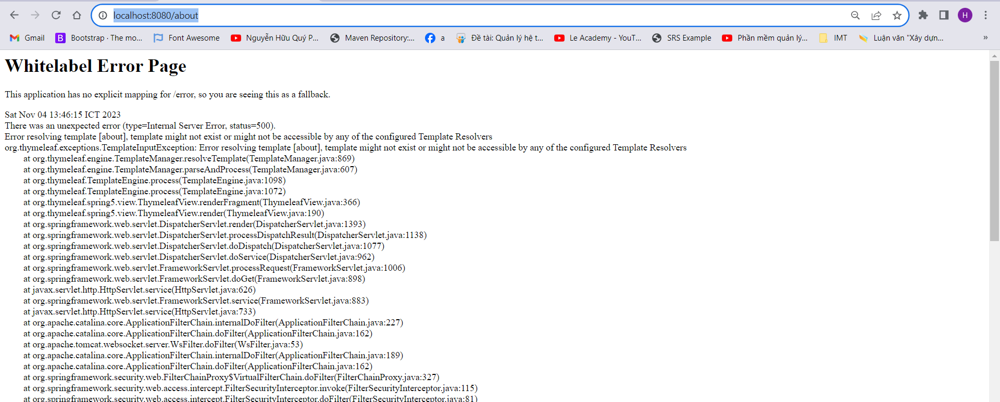 localhost:8080/about
H
Gmail
B Bootstrap · The mo...
Font Awesome
Nguyễn Hữu Quý P...
Maven Repository:...
a
Đề tài: Quản lý hệ t...
Le Academy - YouT...
SRS Example
Phần mềm quản lý...
IMT
Luận văn "Xây dựn...
»
Whitelabel Error Page
This application has no explicit mapping for /error, so you are seeing this as a fallback.
Sat Nov 04 13:46:15 ICT 2023
There was an unexpected error (type=Internal Server Error, status=500).
Error resolving template [about], template might not exist or might not be accessible by any of the configured Template Resolvers
org.thymeleaf.exceptions.TemplateInputException: Error resolving template [about], template might not exist or might not be accessible by any of the configured Template Resolvers
at org.thymeleaf.engine.TemplateManager.resolveTemplate(TemplateManager.java:869)
at org.thymeleaf.engine.TemplateManager.parseAndProcess(TemplateManager.java:607)
at org.thymeleaf.TemplateEngine.process(TemplateEngine.java:1098)
at org.thymeleaf.TemplateEngine.process(TemplateEngine.java:1072)
at org.thymeleaf.spring5.view.ThymeleafView.renderFragment(ThymeleafView.java:366)
at org.thymeleaf.spring5.view.ThymeleafView.render(ThymeleafView.java:190)
at org.springframework.web.servlet.DispatcherServlet.render(DispatcherServlet.java:1393)
at org.springframework.web.servlet.DispatcherServlet.processDispatchResult(DispatcherServlet.java:1138)
at org.springframework.web.servlet.DispatcherServlet.doDispatch(DispatcherServlet.java:1077)
at org.springframework.web.servlet.DispatcherServlet.doService(DispatcherServlet.java:962)
at org.springframework.web.servlet.FrameworkServlet.processRequest(FrameworkServlet.java:1006)
at org.springframework.web.servlet.FrameworkServlet.doGet(FrameworkServlet.java:898)
at javax.servlet.http.HttpServlet.service(HttpServlet.java:626)
at org.springframework.web.servlet.FrameworkServlet.service(FrameworkServlet.java:883)
at javax.servlet.http.HttpServlet.service(HttpServlet.java:733)
at org.apache.catalina.core.ApplicationFilterChain.internalDoFilter(ApplicationFilterChain.java:227)
at org.apache.catalina.core.ApplicationFilterChain.doFilter(ApplicationFilterChain.java:162)
at org.apache.tomcat.websocket.server.WsFilter.doFilter(WsFilter.java:53)
at org.apache.catalina.core.ApplicationFilterChain.internalDoFilter(ApplicationFilterChain.java:189)
at org.apache.catalina.core.ApplicationFilterChain.doFilter(ApplicationFilterChain.java:162)
at org.springframework.security.web.FilterChainProxy$VirtualFilterChain.doFilter(FilterChainProxy.java:327)
at org.springframework.security.web.access.intercept.FilterSecurityInterceptor.invoke(FilterSecurityInterceptor.java:115)
at org.springframework.security.web.access.intercept.FilterSecurityInterceptor.doFilter(FilterSecurityInterceptor.java:81)